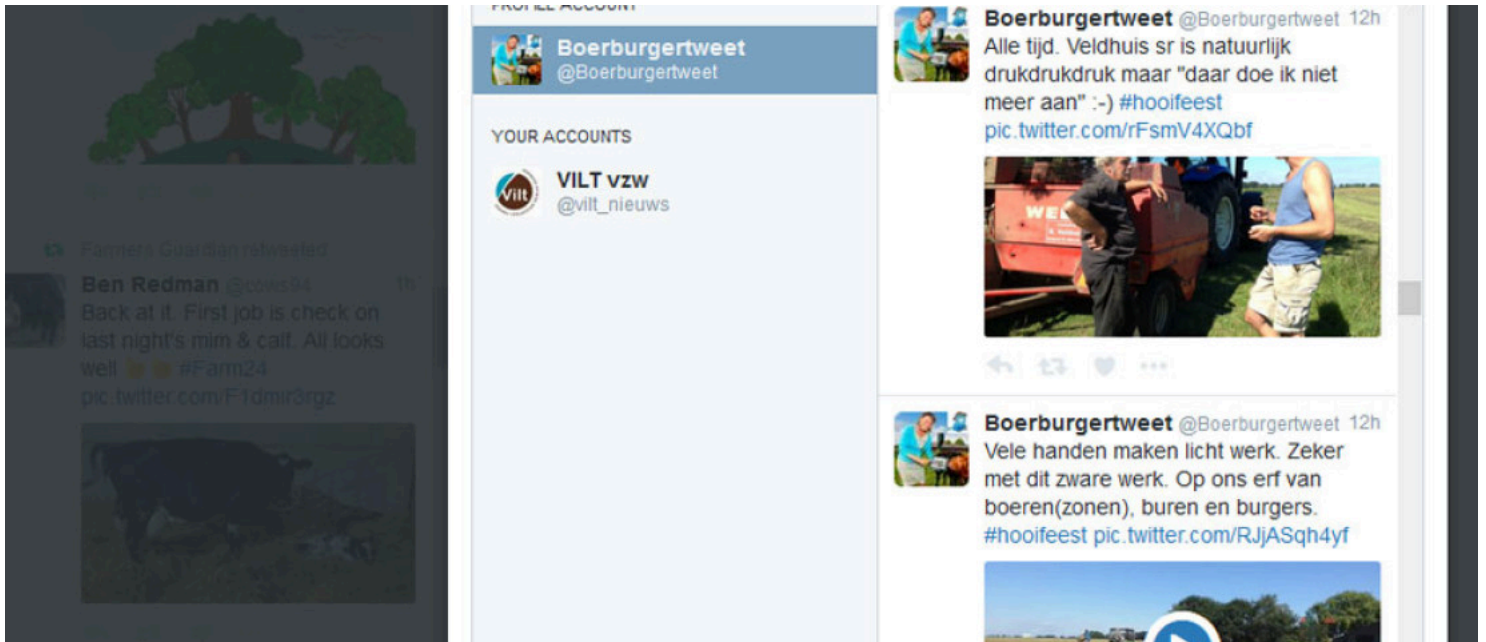 Farmers Guardian retweeted
Ben Redman @cows94 1h
Back at it. First job is check on
last night's mim & calf. All looks
well #Farm24
pic.twitter.com/F1dmir3rgz
PROFILE ACCOUNT
Boerburgertweet
@Boerburgertweet
YOUR ACCOUNTS
Vilt
VILT vzw
@vilt_nieuws
Boerburgertweet @Boerburgertweet 12h
Alle tijd. Veldhuis sr is natuurlijk
drukdrukdruk maar "daar doe ik niet
meer aan" :-) #hooifeest
pic.twitter.com/rFsmV4XQbf
Boerburgertweet @Boerburgertweet 12h
Vele handen maken licht werk. Zeker
met dit zware werk. Op ons erf van
boeren(zonen), buren en burgers.
#hooifeest pic.twitter.com/RJjASqh4yf